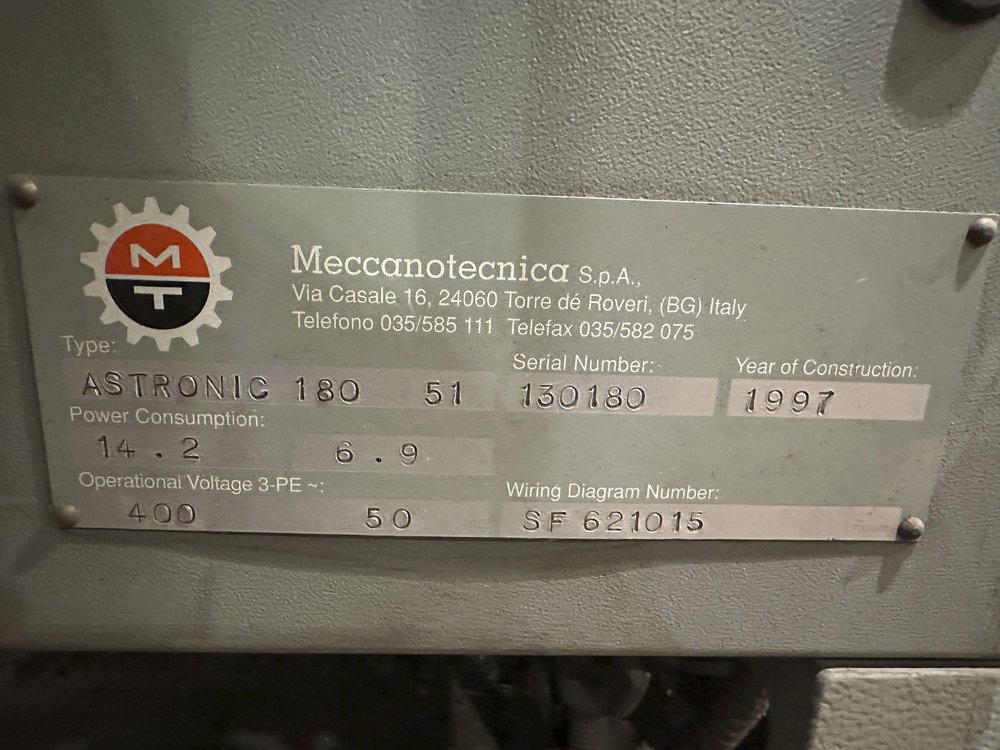 M
T
Meccanotecnica S.p.A.,
Via Casale 16, 24060 Torre dé Roveri, (BG) Italy
Telefono 035/585 111 Telefax 035/582 075
Type:
Serial Number:
Year of Construction:
ASTRONIC 180 51
130180
1997
Power Consumption:
14.2 6.9
Operational Voltage 3-PE ~:
Wiring Diagram Number:
400 50
SF 621015